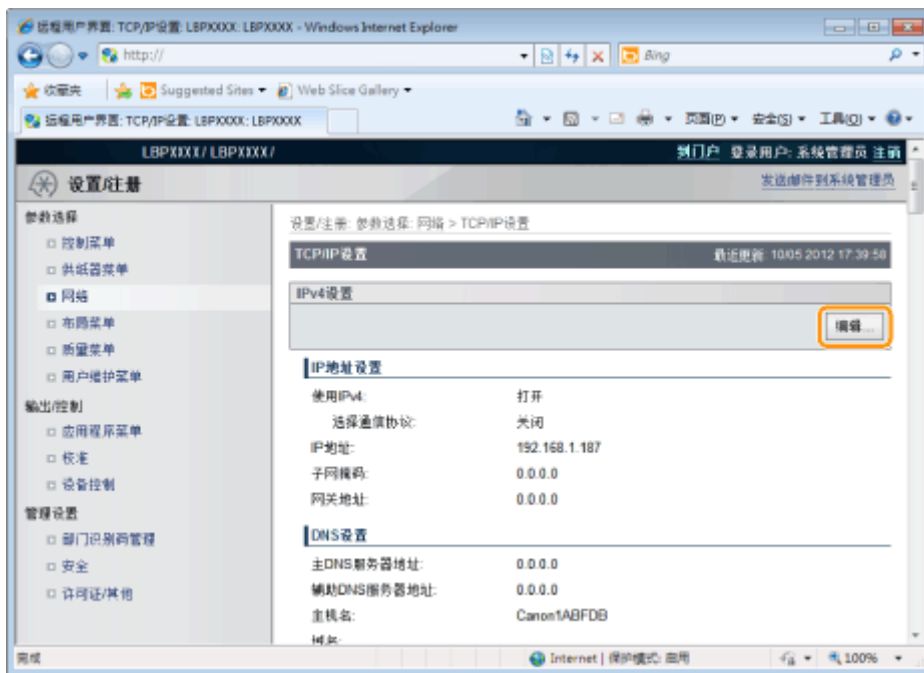 远程用户界面: TCP/IP设置: LBPXXXX: LBPXXXX - Windows Internet Explorer
http://
Bing
收藏夹 Suggested Sites Web Slice Gallery
远程用户界面: TCP/IP设置: LBPXXXX: LBPXXXX
页面(P) 安全(S) 工具(O)
LBPXXXX/ LBPXXXX/
到门户 登录用户: 系统管理员 注销
设置/注册
发送邮件到系统管理员
参数选择
控制菜单
供纸器菜单
网络
布局菜单
质量菜单
用户维护菜单
输出/控制
应用程序菜单
校准
设备控制
管理设置
部门识别码管理
安全
许可证/其他
设置/注册: 参数选择: 网络 > TCP/IP设置
TCP/IP设置
最近更新 10/05 2012 17:39:58
IPv4设置
编辑...
IP地址设置
使用IPv4: 打开
选择通信协议: 关闭
IP地址: 192.168.1.187
子网掩码: 0.0.0.0
网关地址: 0.0.0.0
DNS设置
主DNS服务器地址: 0.0.0.0
辅助DNS服务器地址: 0.0.0.0
主机名: Canon1ABFDB
域名:
完成
Internet | 保护模式: 启用
100%